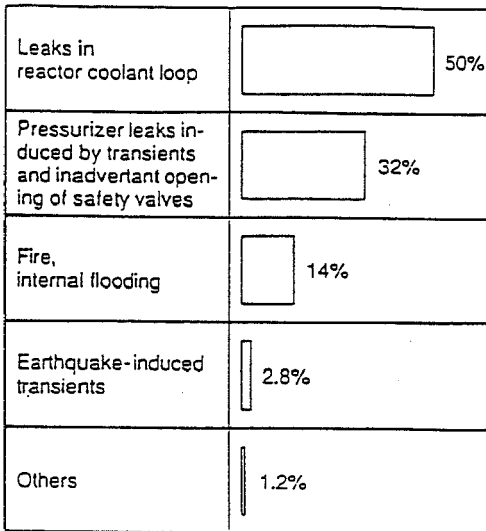 Leaks in
reactor coolant loop
50%
Pressurizer leaks in-
duced by transients
and inadvertant open-
ing of safety valves
32%
Fire,
internal flooding
14%
Earthquake-induced
transients
2.8%
Others
1.2%